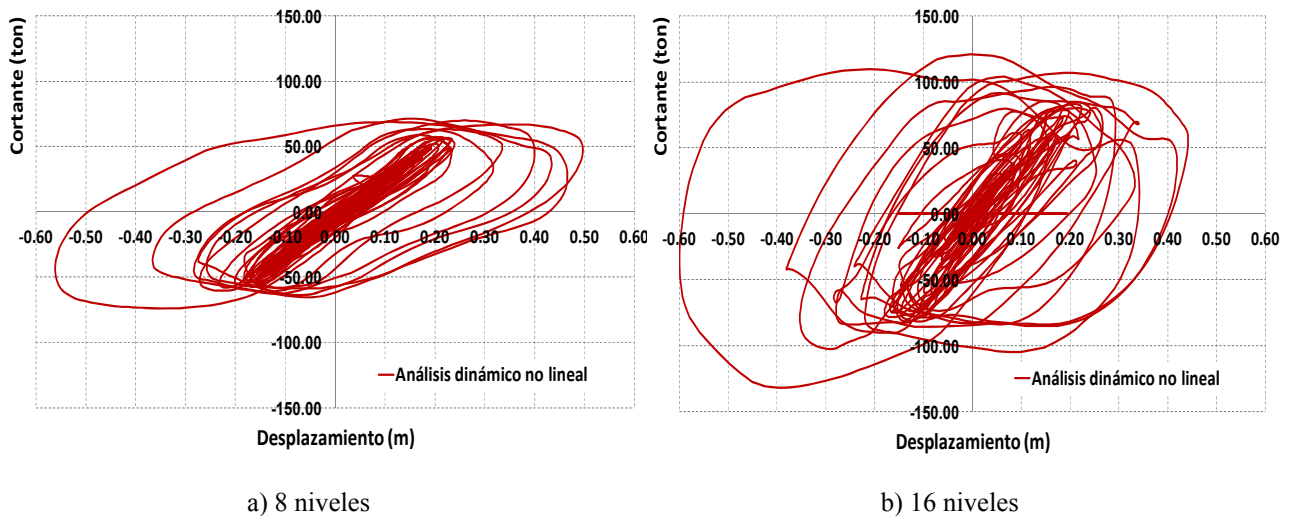 Cortante (ton)
150.00
100.00
50.00
0.00
-0.60 -0.50 -0.40 -0.30 -0.20 -0.10 0.00 0.10 0.20 0.30 0.40 0.50 0.60
-50.00
-100.00
-150.00
Análisis dinámico no lineal
Desplazamiento (m)
a) 8 niveles
Cortante (ton)
150.00
100.00
50.00
0.00
-0.60 -0.50 -0.40 -0.30 -0.20 -0.10 0.00 0.10 0.20 0.30 0.40 0.50 0.60
-50.00
-100.00
-150.00
Análisis dinámico no lineal
Desplazamiento (m)
b) 16 niveles